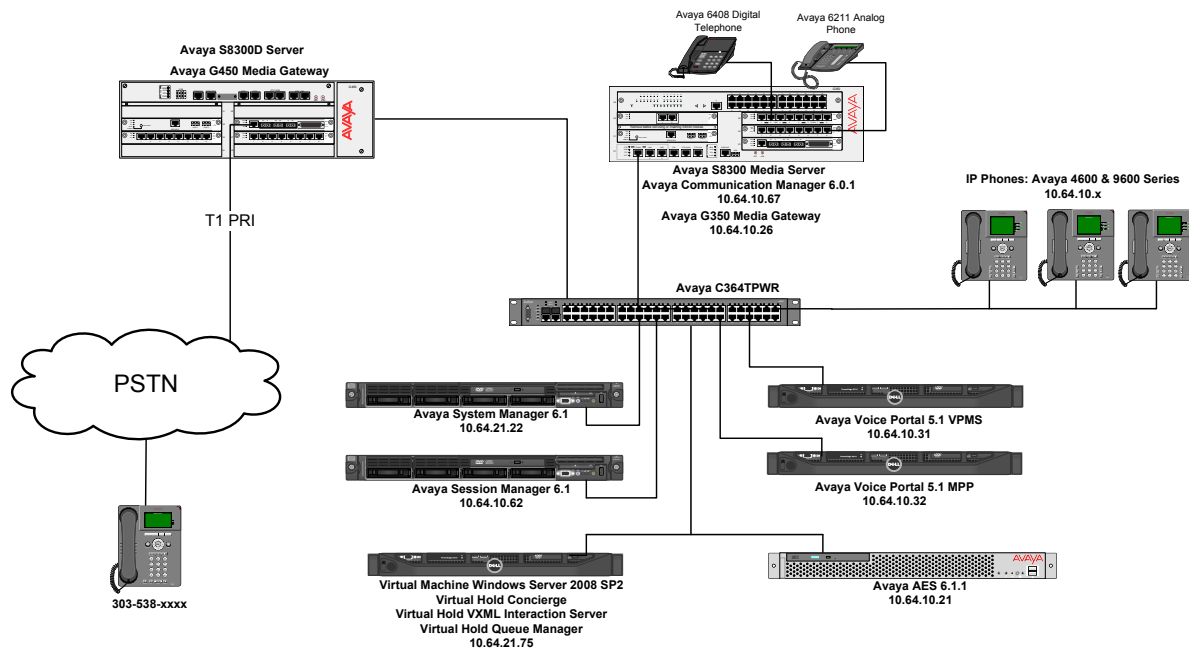 Avaya 6408 Digital
Telephone
Avaya 6211 Analog
Phone
Avaya S8300D Server
Avaya G450 Media Gateway
AVAYA
AVAYA
Avaya S8300 Media Server
Avaya Communication Manager 6.0.1
10.64.10.67
Avaya G350 Media Gateway
10.64.10.26
IP Phones: Avaya 4600 & 9600 Series
10.64.10.x
T1 PRI
Avaya C364TPWR
PSTN
Avaya System Manager 6.1
10.64.21.22
DELL
Avaya Voice Portal 5.1 VPMS
10.64.10.31
Avaya Session Manager 6.1
10.64.10.62
DELL
Avaya Voice Portal 5.1 MPP
10.64.10.32
303-538-xxxx
DELL
Virtual Machine Windows Server 2008 SP2
Virtual Hold Concierge
Virtual Hold VXML Interaction Server
Virtual Hold Queue Manager
10.64.21.75
AVAYA
Avaya AES 6.1.1
10.64.10.21